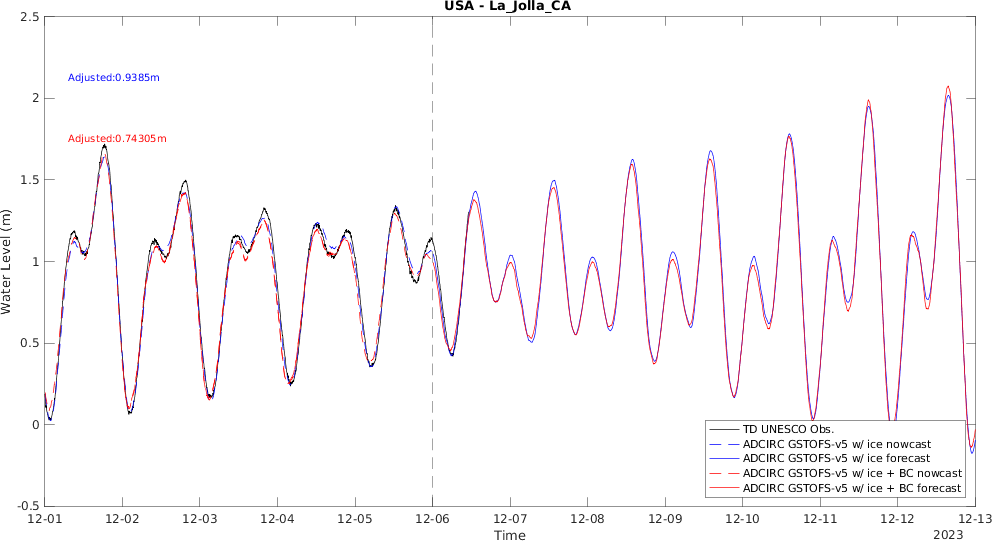 USA - La_Jolla_CA
2.5
2
1.5
1
0.5
0
-0.5
Water Level (m)
Adjusted:0.9385m
Adjusted:0.74305m
TD UNESCO Obs.
ADCIRC GSTOFS-v5 w/ ice nowcast
ADCIRC GSTOFS-v5 w/ ice forecast
ADCIRC GSTOFS-v5 w/ ice + BC nowcast
ADCIRC GSTOFS-v5 w/ ice + BC forecast
12-01 12-02 12-03 12-04 12-05 12-06 12-07 12-08 12-09 12-10 12-11 12-12 12-13
Time
2023